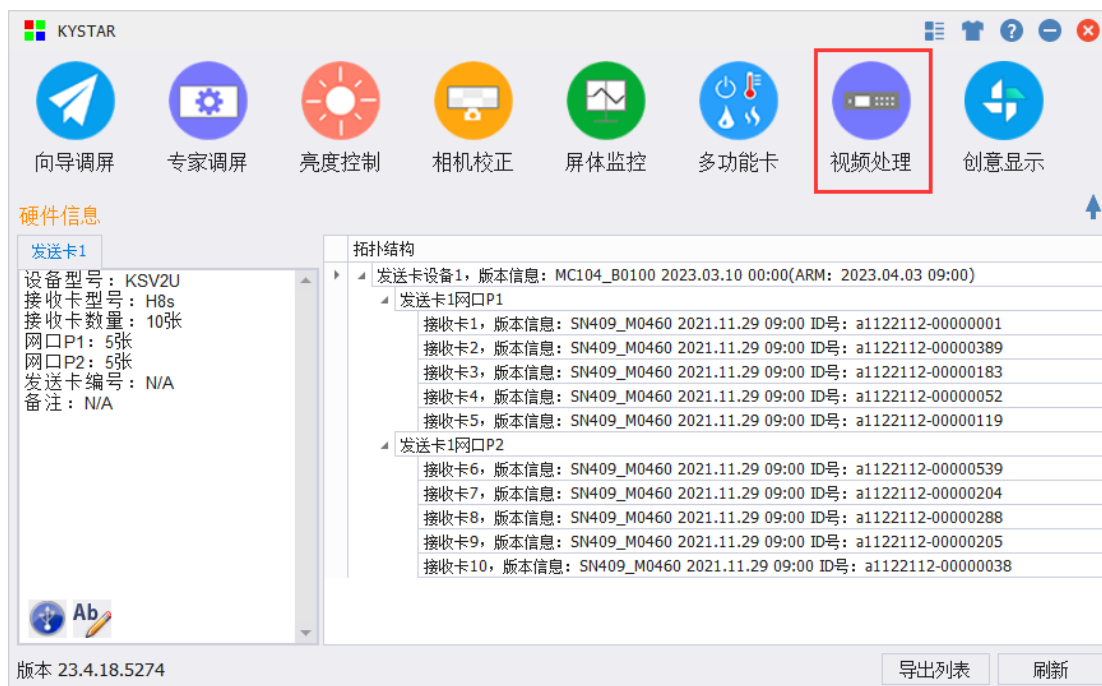 KYSTAR
向导调屏 专家调屏 亮度控制 相机校正 屏体监控 多功能卡 视频处理 创意显示
硬件信息
发送卡1
设备型号：KSV2U
接收卡型号：H8s
接收卡数量：10张
网口P1：5张
网口P2：5张
发送卡编号：N/A
备注：N/A
Ab
拓扑结构
发送卡设备1，版本信息：MC104_B0100 2023.03.10 00:00(ARM：2023.04.03 09:00)
发送卡1网口P1
接收卡1，版本信息：SN409_M0460 2021.11.29 09:00 ID号：a1122112-00000001
接收卡2，版本信息：SN409_M0460 2021.11.29 09:00 ID号：a1122112-00000389
接收卡3，版本信息：SN409_M0460 2021.11.29 09:00 ID号：a1122112-00000183
接收卡4，版本信息：SN409_M0460 2021.11.29 09:00 ID号：a1122112-00000052
接收卡5，版本信息：SN409_M0460 2021.11.29 09:00 ID号：a1122112-00000119
发送卡1网口P2
接收卡6，版本信息：SN409_M0460 2021.11.29 09:00 ID号：a1122112-00000539
接收卡7，版本信息：SN409_M0460 2021.11.29 09:00 ID号：a1122112-00000204
接收卡8，版本信息：SN409_M0460 2021.11.29 09:00 ID号：a1122112-00000288
接收卡9，版本信息：SN409_M0460 2021.11.29 09:00 ID号：a1122112-00000205
接收卡10，版本信息：SN409_M0460 2021.11.29 09:00 ID号：a1122112-00000038
版本 23.4.18.5274
导出列表 刷新